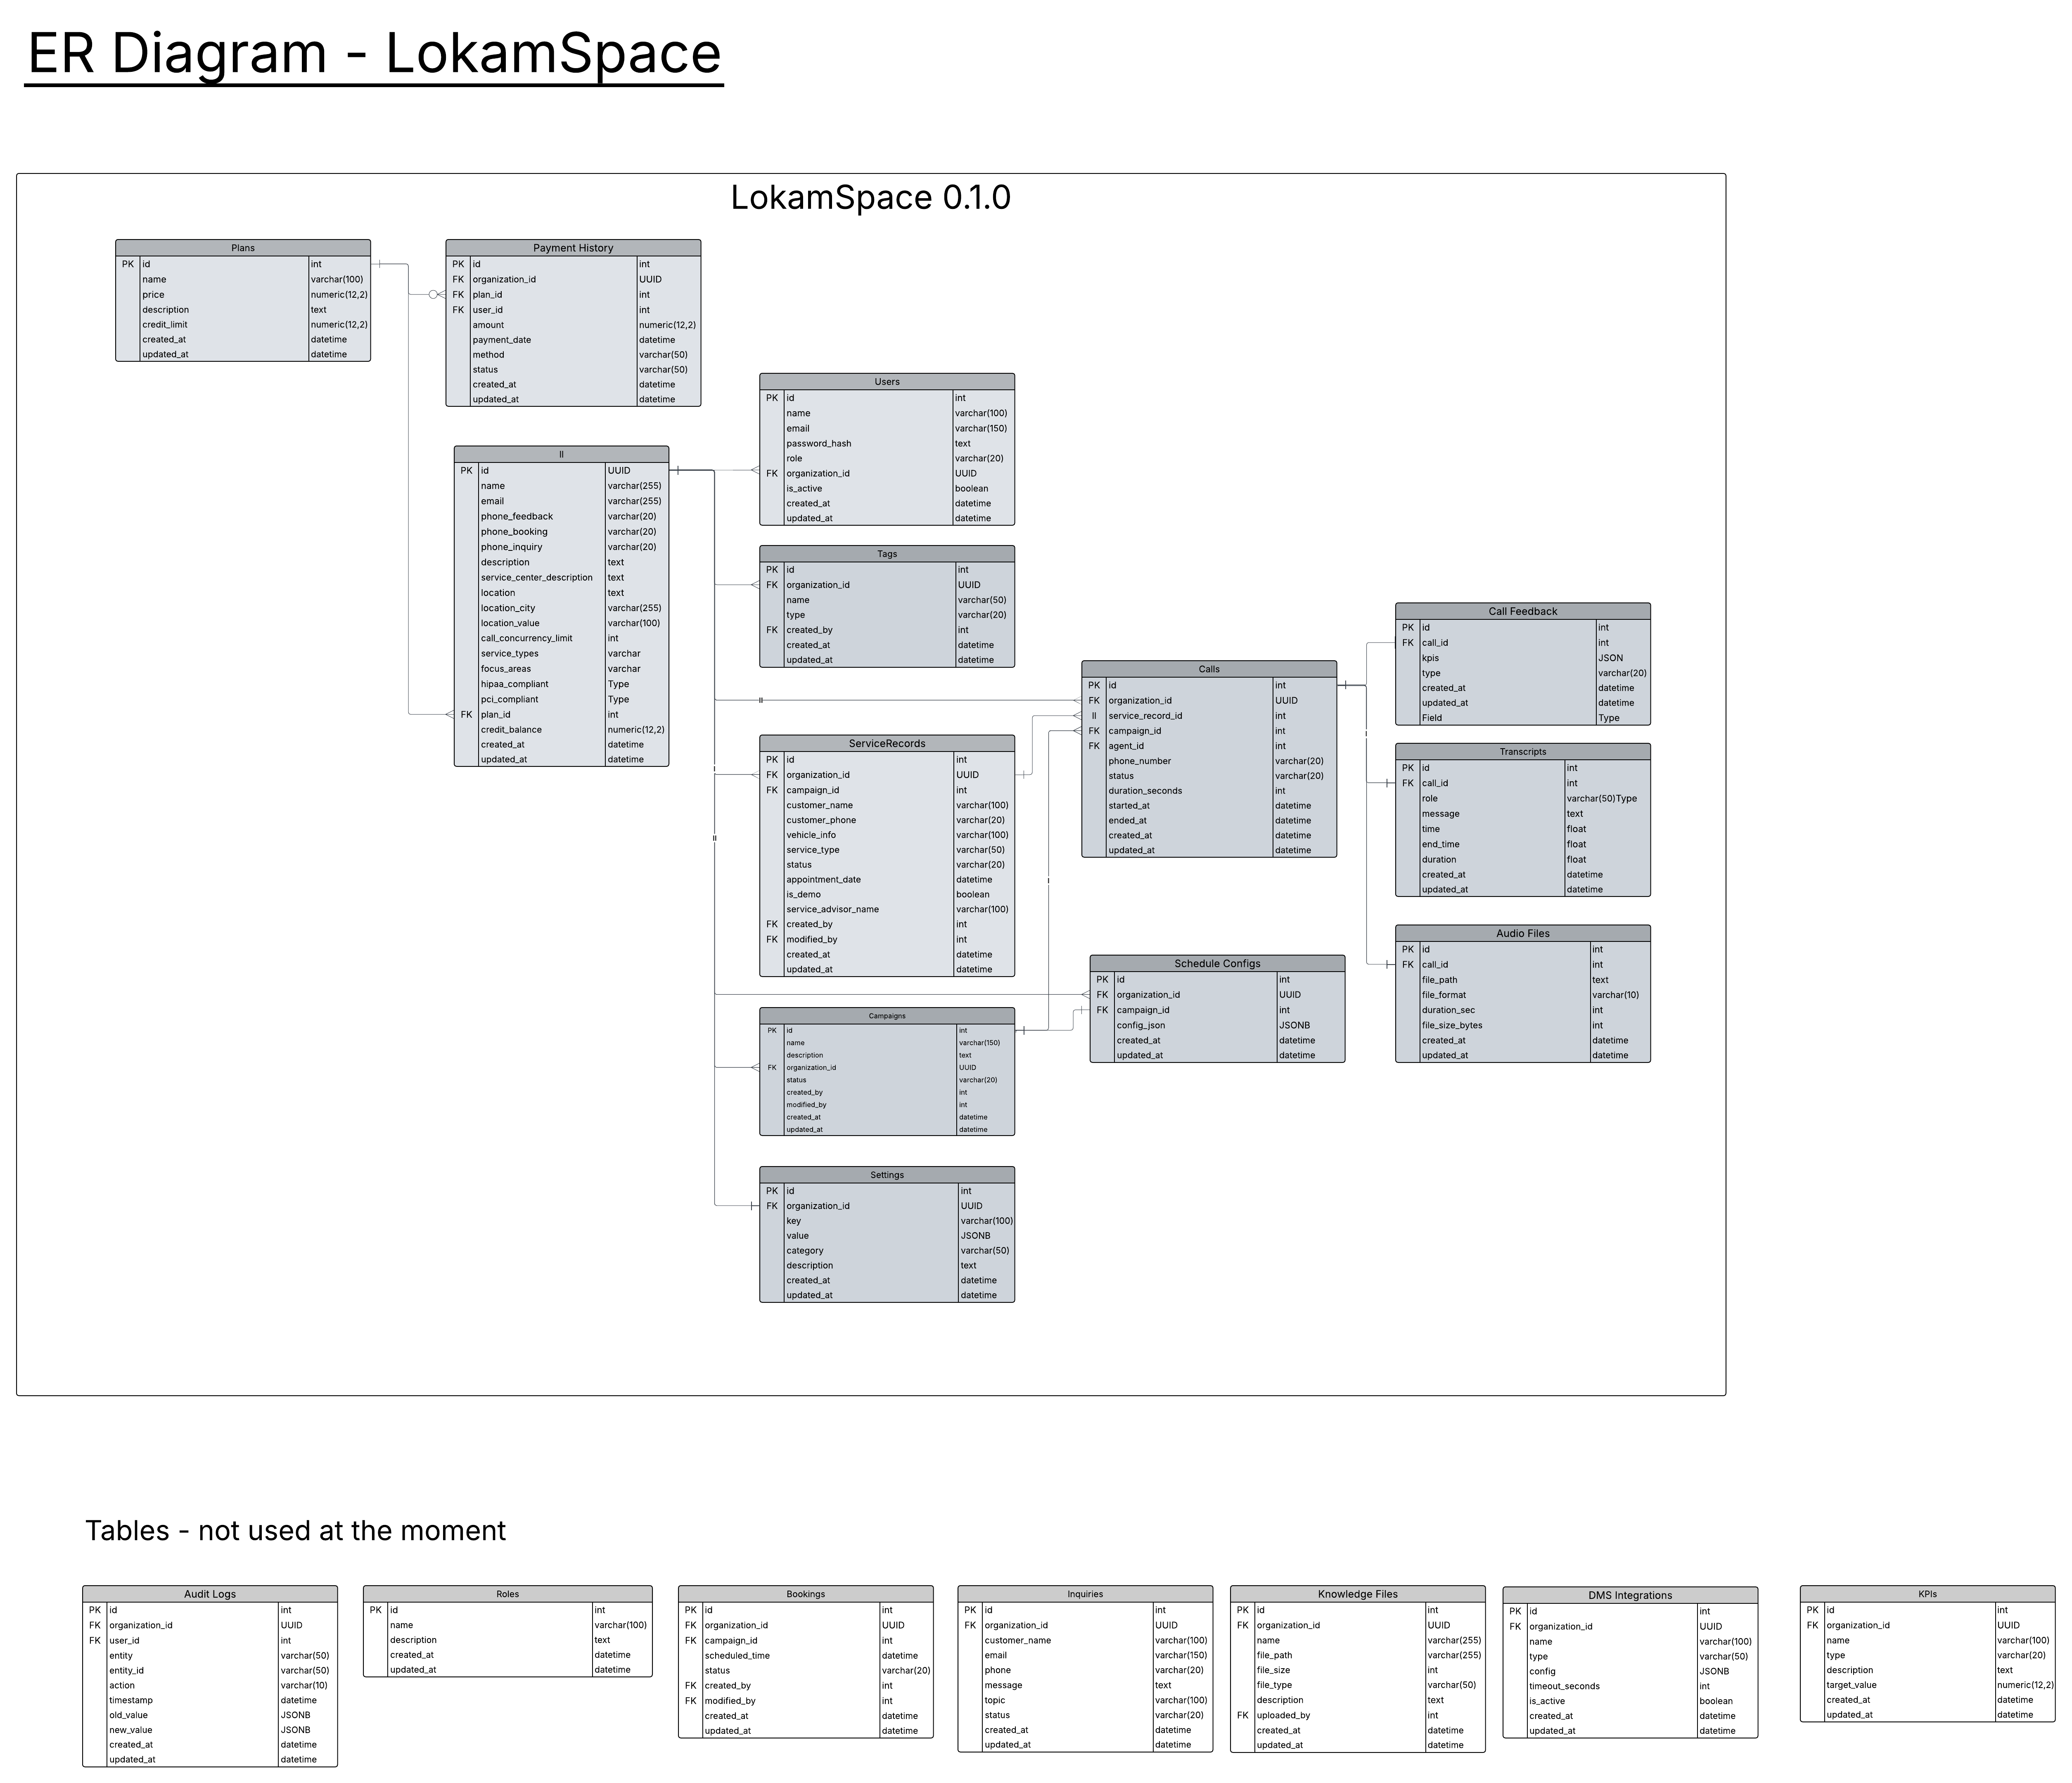 ER Diagram - LokamSpace
LokamSpace 0.1.0
Plans
PK id int
name varchar(100)
price numeric(12,2)
description text
credit_limit numeric(12,2)
created_at datetime
updated_at datetime
Payment History
PK id int
FK organization_id UUID
FK plan_id int
FK user_id int
amount numeric(12,2)
payment_date datetime
method varchar(50)
status varchar(50)
created_at datetime
updated_at datetime
Users
PK id int
name varchar(100)
email varchar(150)
password_hash text
role varchar(20)
FK organization_id UUID
is_active boolean
created_at datetime
updated_at datetime
II
PK id UUID
name varchar(255)
email varchar(255)
phone_feedback varchar(20)
phone_booking varchar(20)
phone_inquiry varchar(20)
description text
service_center_description text
location text
location_city varchar(255)
location_value varchar(100)
call_concurrency_limit int
service_types varchar
focus_areas varchar
hipaa_compliant Type
pci_compliant Type
FK plan_id int
credit_balance numeric(12,2)
created_at datetime
updated_at datetime
Tags
PK id int
FK organization_id UUID
name varchar(50)
type varchar(20)
FK created_by int
created_at datetime
updated_at datetime
II
I
II
ServiceRecords
PK id int
FK organization_id UUID
FK campaign_id int
customer_name varchar(100)
customer_phone varchar(20)
vehicle_info varchar(100)
service_type varchar(50)
status varchar(20)
appointment_date datetime
is_demo boolean
service_advisor_name varchar(100)
FK created_by int
FK modified_by int
created_at datetime
updated_at datetime
Campaigns
PK id int
name varchar(150)
description text
FK organization_id UUID
status varchar(20)
created_by int
modified_by int
created_at datetime
updated_at datetime
Settings
PK id int
FK organization_id UUID
key varchar(100)
value JSONB
category varchar(50)
description text
created_at datetime
updated_at datetime
Calls
PK id int
FK organization_id UUID
II service_record_id int
FK campaign_id int
FK agent_id int
phone_number varchar(20)
status varchar(20)
duration_seconds int
started_at datetime
ended_at datetime
created_at datetime
updated_at datetime
I
Schedule Configs
PK id int
FK organization_id UUID
FK campaign_id int
config_json JSONB
created_at datetime
updated_at datetime
Call Feedback
PK id int
FK call_id int
kpis JSON
type varchar(20)
created_at datetime
updated_at datetime
Field Type
I
Transcripts
PK id int
FK call_id int
role varchar(50)Type
message text
time float
end_time float
duration float
created_at datetime
updated_at datetime
Audio Files
PK id int
FK call_id int
file_path text
file_format varchar(10)
duration_sec int
file_size_bytes int
created_at datetime
updated_at datetime
Tables - not used at the moment
Audit Logs
PK id int
FK organization_id UUID
FK user_id int
entity varchar(50)
entity_id varchar(50)
action varchar(10)
timestamp datetime
old_value JSONB
new_value JSONB
created_at datetime
updated_at datetime
Roles
PK id int
name varchar(100)
description text
created_at datetime
updated_at datetime
Bookings
PK id int
FK organization_id UUID
FK campaign_id int
scheduled_time datetime
status varchar(20)
FK created_by int
FK modified_by int
created_at datetime
updated_at datetime
Inquiries
PK id int
FK organization_id UUID
customer_name varchar(100)
email varchar(150)
phone varchar(20)
message text
topic varchar(100)
status varchar(20)
created_at datetime
updated_at datetime
Knowledge Files
PK id int
FK organization_id UUID
name varchar(255)
file_path varchar(255)
file_size int
file_type varchar(50)
description text
FK uploaded_by int
created_at datetime
updated_at datetime
DMS Integrations
PK id int
FK organization_id UUID
name varchar(100)
type varchar(50)
config JSONB
timeout_seconds int
is_active boolean
created_at datetime
updated_at datetime
KPIs
PK id int
FK organization_id UUID
name varchar(100)
type varchar(20)
description text
target_value numeric(12,2)
created_at datetime
updated_at datetime